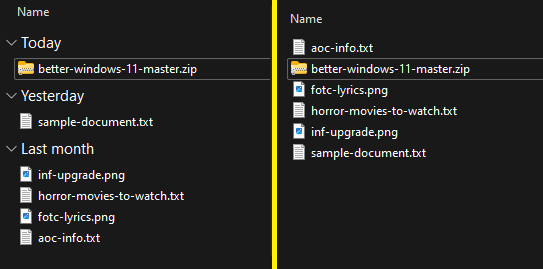 Name
Today
better-windows-11-master.zip
Yesterday
sample-document.txt
Last month
inf-upgrade.png
horror-movies-to-watch.txt
fotc-lyrics.png
aoc-info.txt
Name
aoc-info.txt
better-windows-11-master.zip
fotc-lyrics.png
horror-movies-to-watch.txt
inf-upgrade.png
sample-document.txt